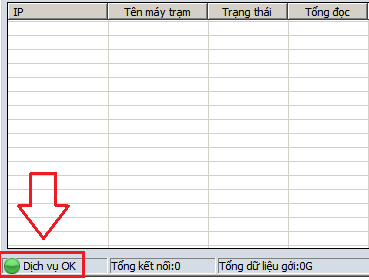 IP Tên máy trạm Trạng thái Tổng đọc
Dịch vụ OK Tổng kết nối:0 Tổng dữ liệu gởi:0G